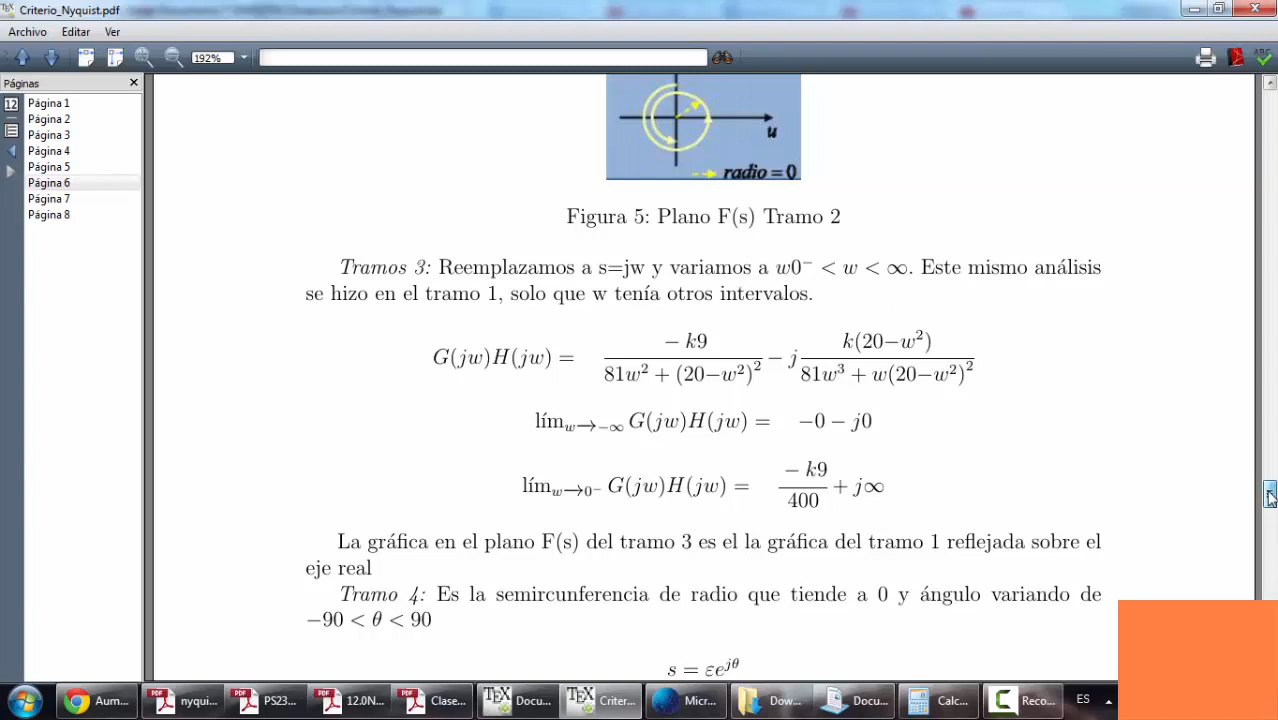 Criterio_Nyquist.pdf
Archivo Editar Ver
192%
Páginas
12
Página 1
Página 2
Página 3
Página 4
Página 5
Página 6
Página 7
Página 8
u
radio = 0
Figura 5: Plano F(s) Tramo 2
Tramos 3: Reemplazamos a s=jw y variamos a w0⁻ < w < ∞. Este mismo análisis
se hizo en el tramo 1, solo que w tenía otros intervalos.
G(jw)H(jw) = −k9 / (81w² + (20−w²)²) − j k(20−w²) / (81w³ + w(20−w²)²)
lím_{w→−∞} G(jw)H(jw) = −0 − j0
lím_{w→0⁻} G(jw)H(jw) = −k9 / 400 + j∞
La gráfica en el plano F(s) del tramo 3 es el la gráfica del tramo 1 reflejada sobre el
eje real
Tramo 4: Es la semircunferencia de radio que tiende a 0 y ángulo variando de
−90 < θ < 90
s = εe^{jθ}
Aum... nyqui... PS23... 12.0N... Clase... Docu... Criter... Micr... Dow... Docu... Calc... Reco... ES